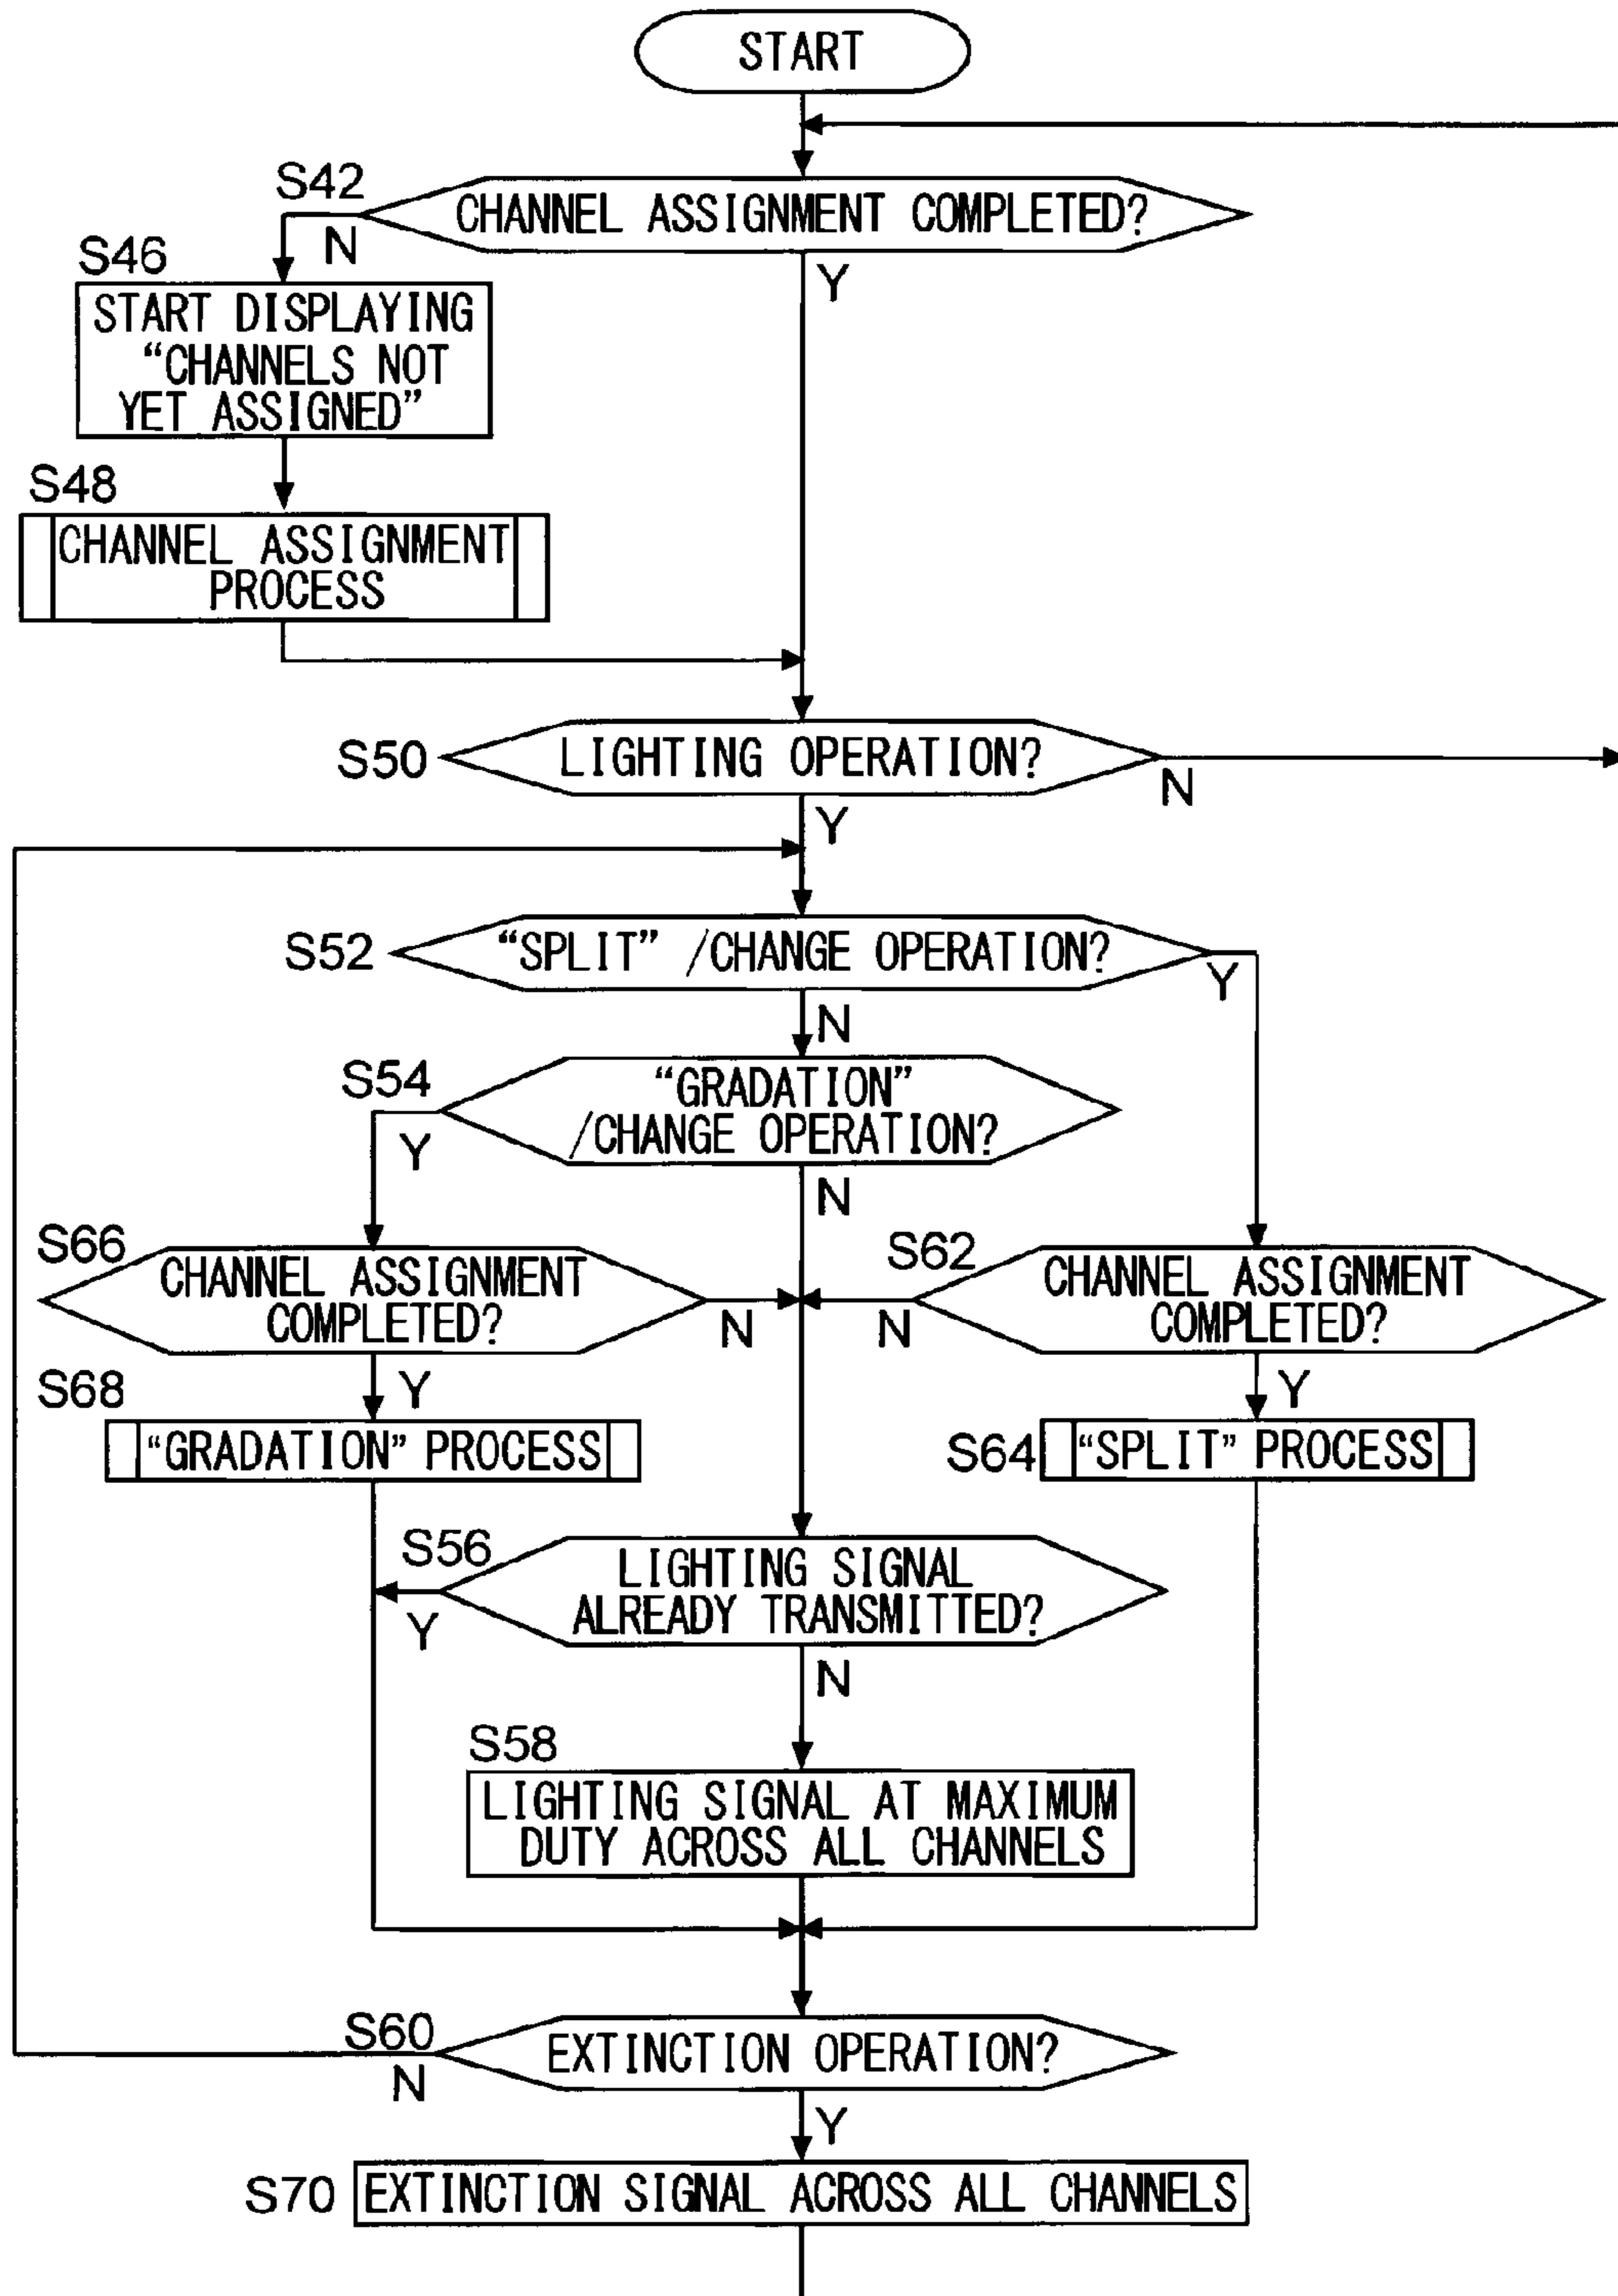 START
S42
CHANNEL ASSIGNMENT COMPLETED?
N
Y
S46
START DISPLAYING
“CHANNELS NOT
YET ASSIGNED”
S48
CHANNEL ASSIGNMENT
PROCESS
S50
LIGHTING OPERATION?
N
Y
S52
“SPLIT” /CHANGE OPERATION?
Y
N
S54
“GRADATION”
/CHANGE OPERATION?
Y
N
S66
CHANNEL ASSIGNMENT
COMPLETED?
N
S62
CHANNEL ASSIGNMENT
COMPLETED?
N
Y
Y
S68
“GRADATION” PROCESS
S64
“SPLIT” PROCESS
S56
LIGHTING SIGNAL
ALREADY TRANSMITTED?
Y
N
S58
LIGHTING SIGNAL AT MAXIMUM
DUTY ACROSS ALL CHANNELS
S60
EXTINCTION OPERATION?
N
Y
S70
EXTINCTION SIGNAL ACROSS ALL CHANNELS